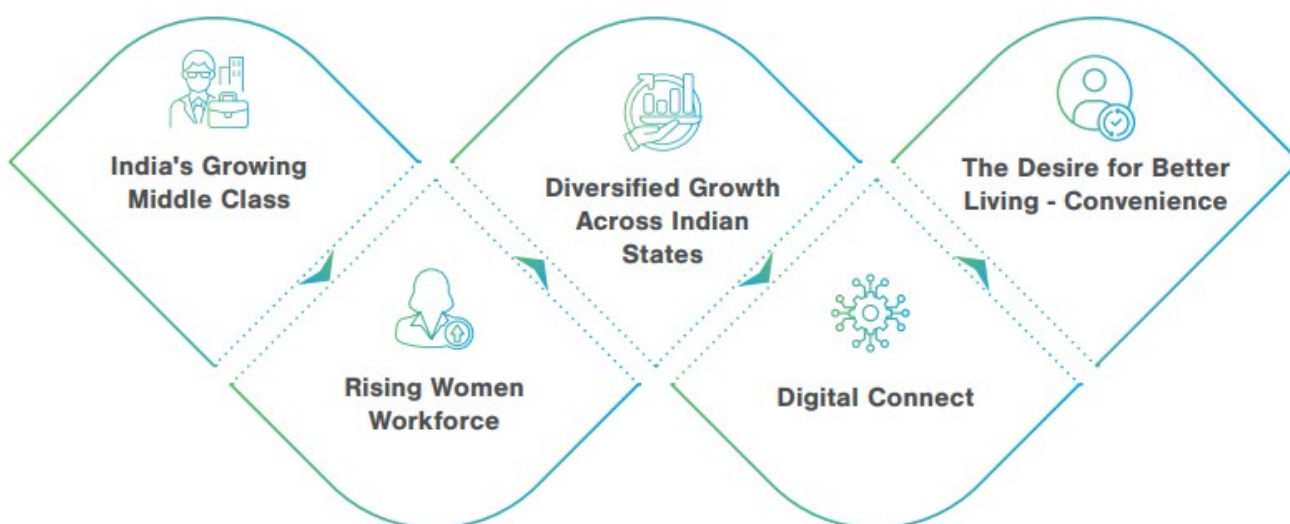 India's Growing
Middle Class
Rising Women
Workforce
Diversified Growth
Across Indian
States
Digital Connect
The Desire for Better
Living - Convenience